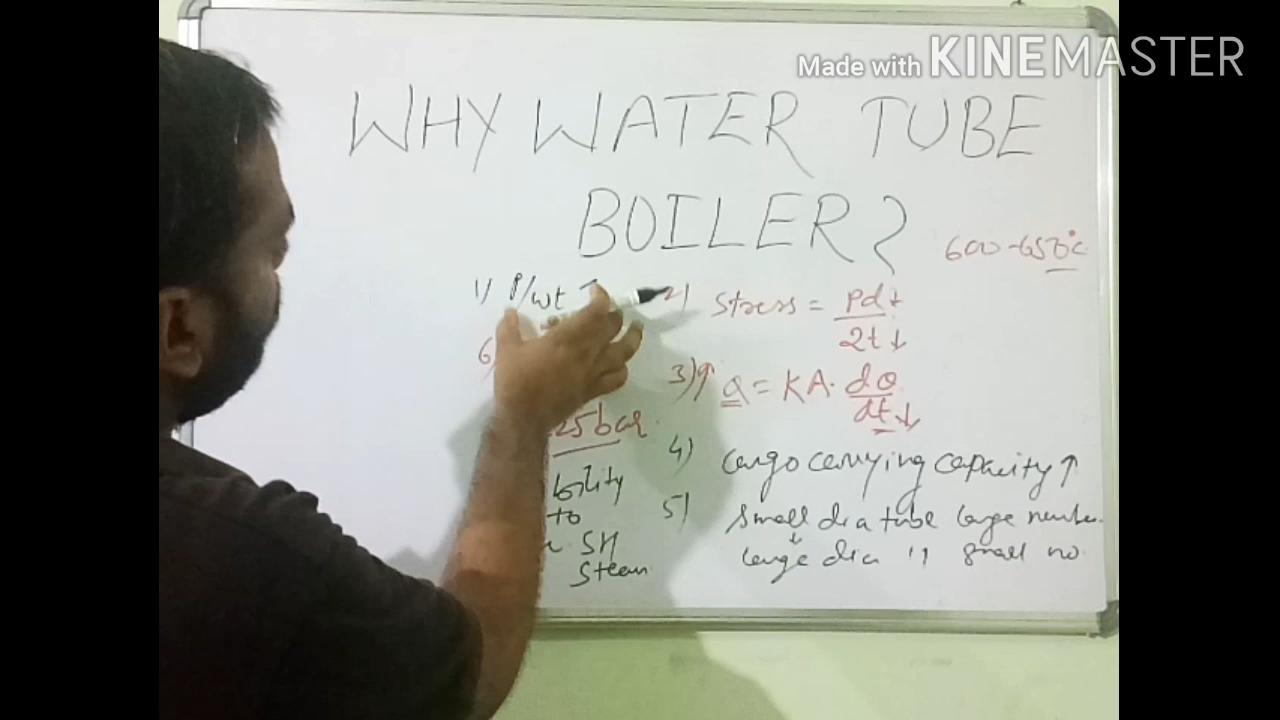 Made with KINEMASTER
WHY WATER TUBE
BOILER?
600-650°C
1) P/wt ↑
2) Stress = Pd↓
2t↓
6)
3)↑ Q = KA. dθ
dt↓
25 bar
4) Cargo carrying capacity ↑
bility
to
SH
Steam
5) Small dia tube large number
↓
large dia '' small no